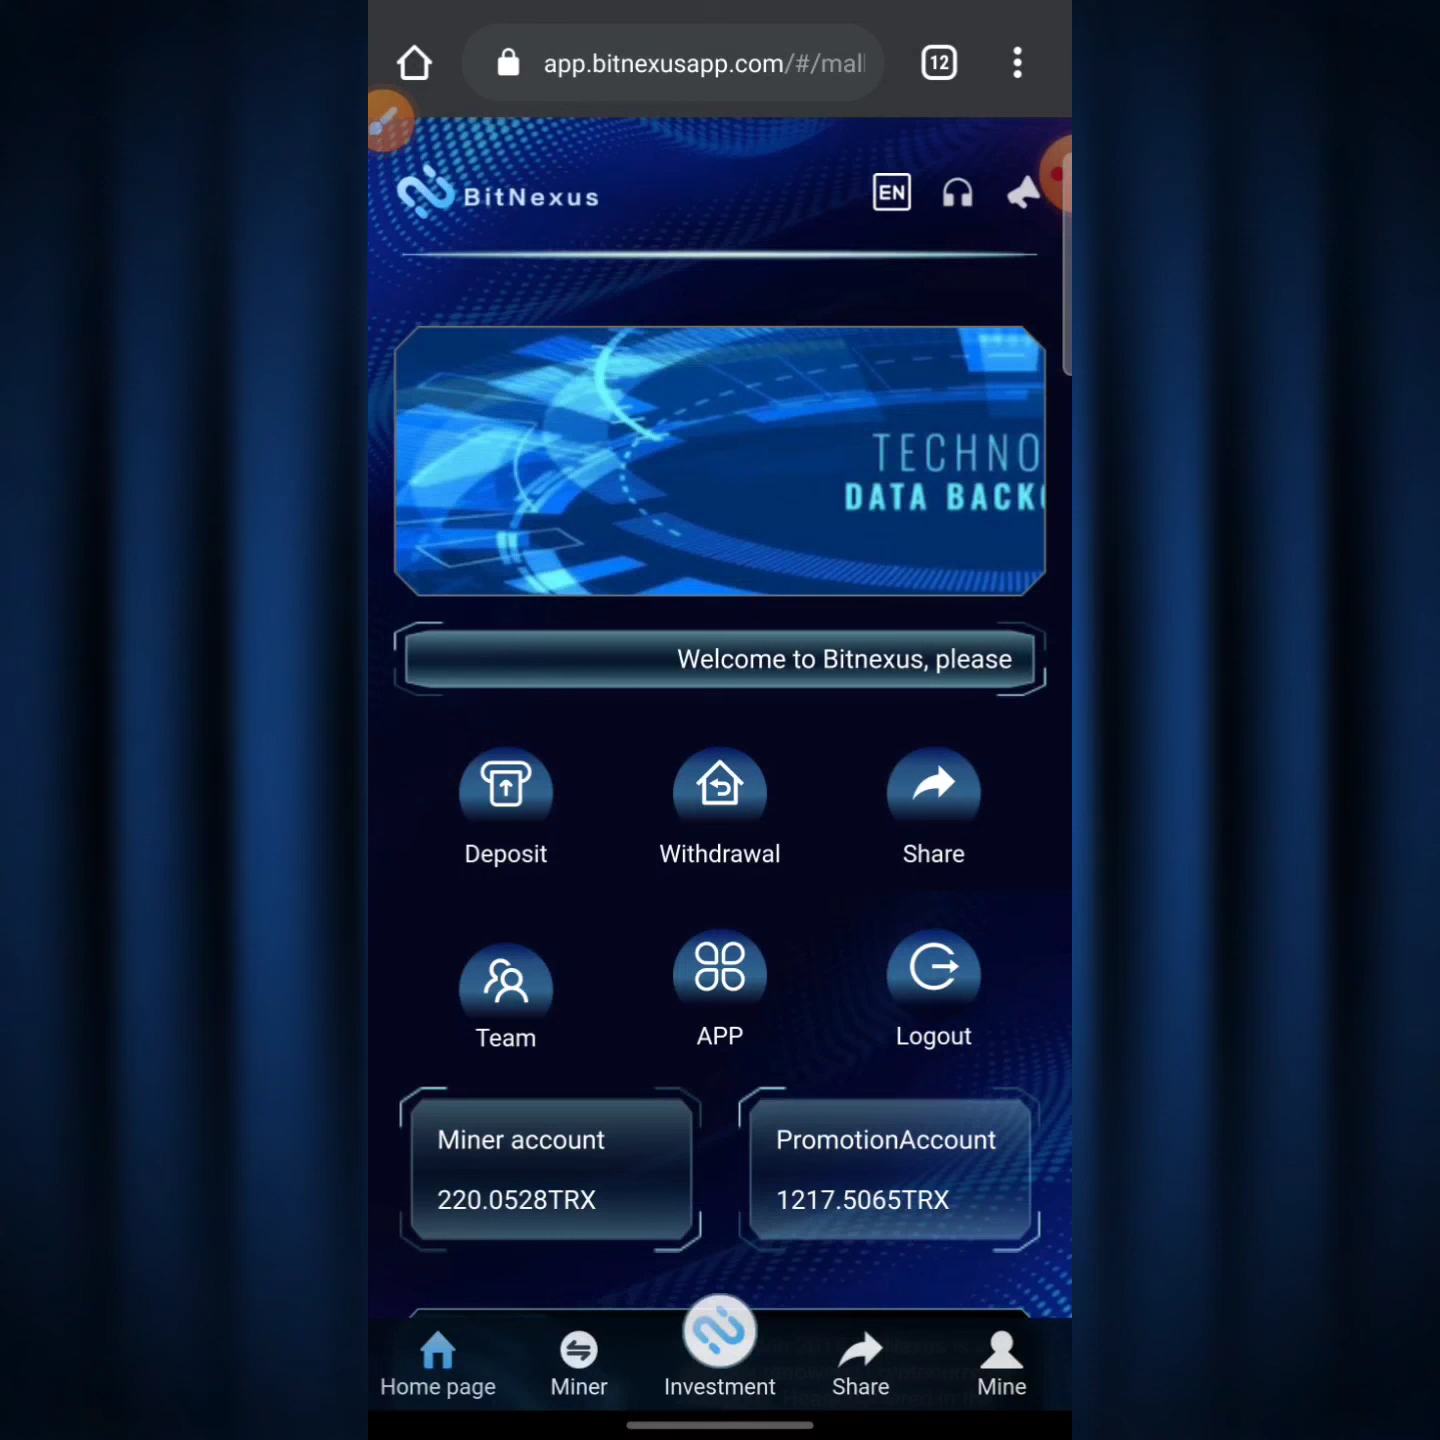 app.bitnexusapp.com/#/mall
12
BitNexus
EN
TECHNO
DATA BACK
Welcome to Bitnexus, please
Deposit
Withdrawal
Share
Team
APP
Logout
Miner account
PromotionAccount
220.0528TRX
1217.5065TRX
Home page
Miner
Investment
Share
Mine